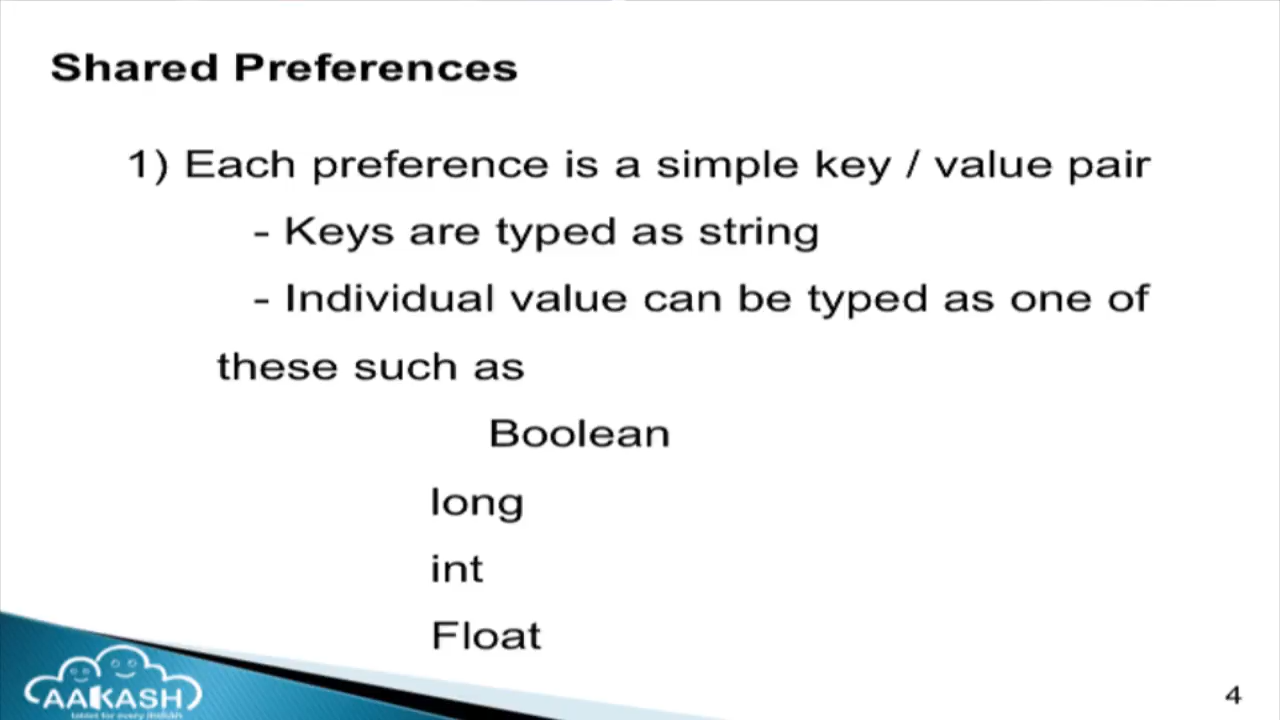 Shared Preferences
1) Each preference is a simple key / value pair
- Keys are typed as string
- Individual value can be typed as one of
these such as
Boolean
long
int
Float
AAKASH
tablet for every indian
4